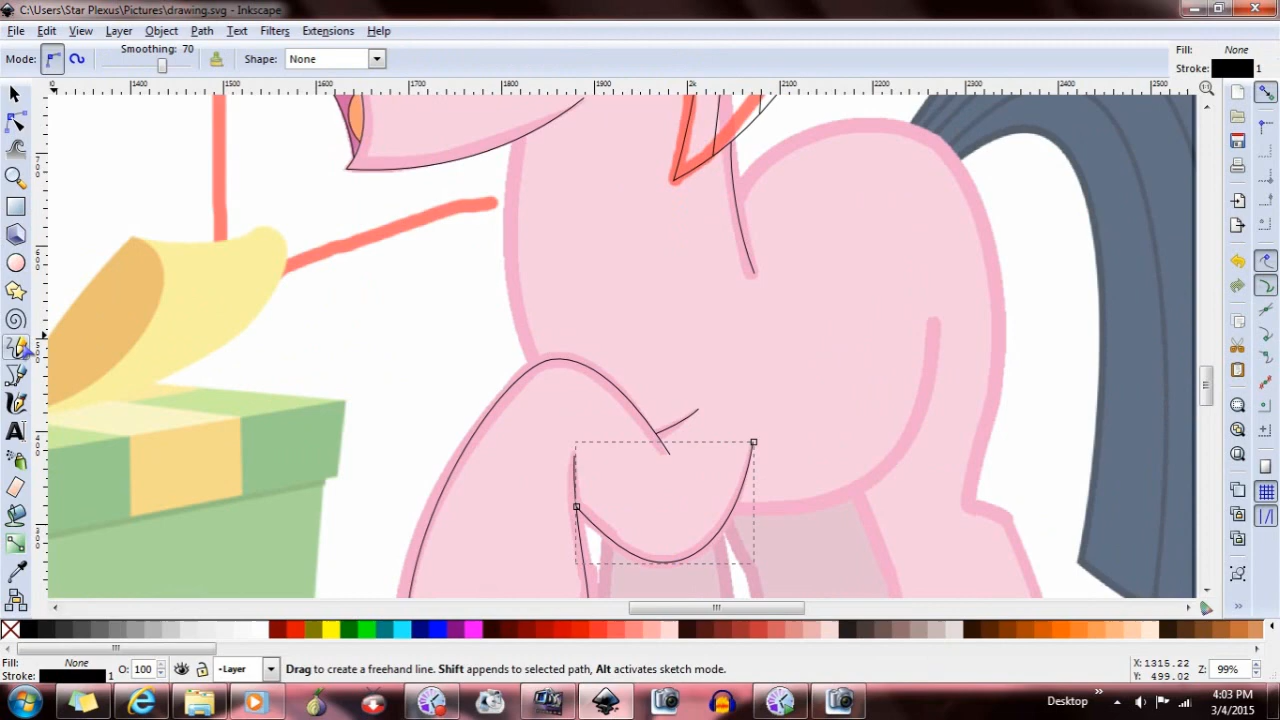 C:\Users\Star Plexus\Pictures\drawing.svg - Inkscape
File Edit View Layer Object Path Text Filters Extensions Help
Mode: Smoothing: 70 Shape: None Fill: None
Stroke: 1
1400 1500 1600 1700 1800 1900 2100 2200 2300 2400 2500
Fill: None
Stroke: 1
O: 100 -Layer Drag to create a freehand line. Shift appends to selected path, Alt activates sketch mode. X: 1315.22
Y: 499.02 Z: 99%
Desktop 4:03 PM
3/4/2015